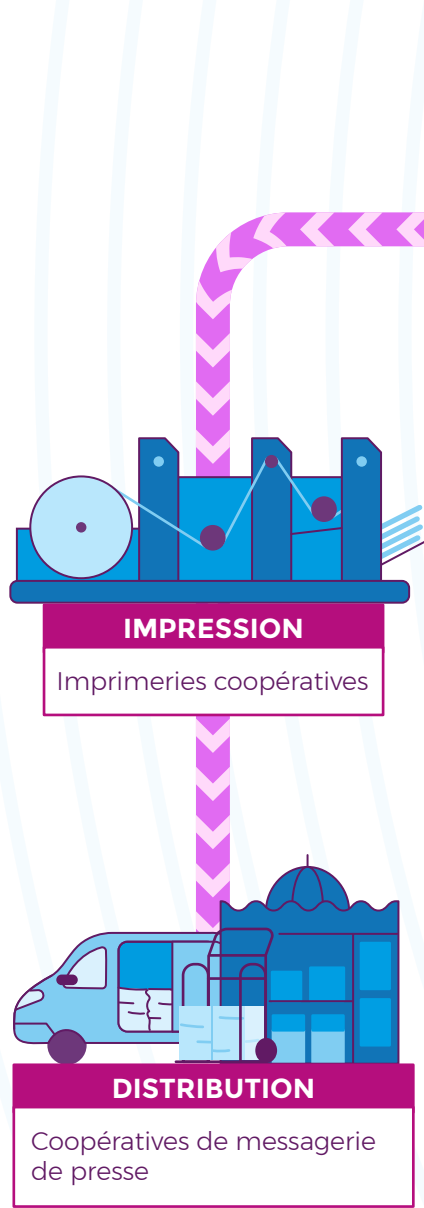 IMPRESSION
Imprimeries coopératives
DISTRIBUTION
Coopératives de messagerie
de presse